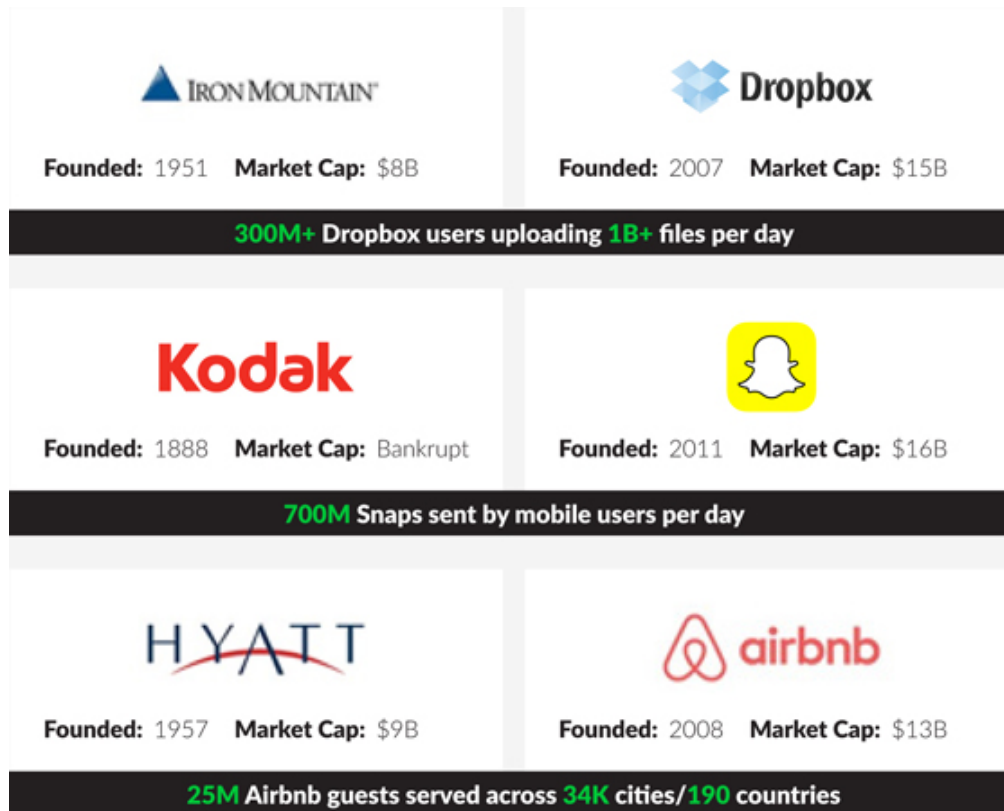 IRON MOUNTAIN
Dropbox
Founded: 1951 Market Cap: $8B
Founded: 2007 Market Cap: $15B
300M+ Dropbox users uploading 1B+ files per day
Kodak
Founded: 1888 Market Cap: Bankrupt
Founded: 2011 Market Cap: $16B
700M Snaps sent by mobile users per day
HYATT
airbnb
Founded: 1957 Market Cap: $9B
Founded: 2008 Market Cap: $13B
25M Airbnb guests served across 34K cities/190 countries